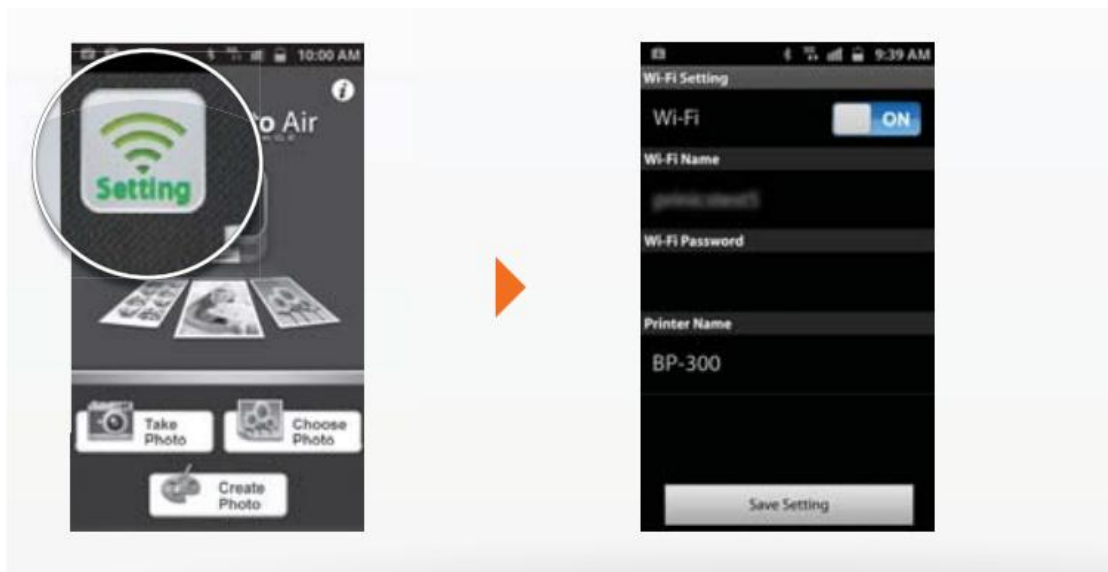 10:00 AM
to Air
Setting
Take
Photo
Choose
Photo
Create
Photo
9:39 AM
Wi-Fi Setting
Wi-Fi
ON
Wi-Fi Name
Wi-Fi Password
Printer Name
BP-300
Save Setting